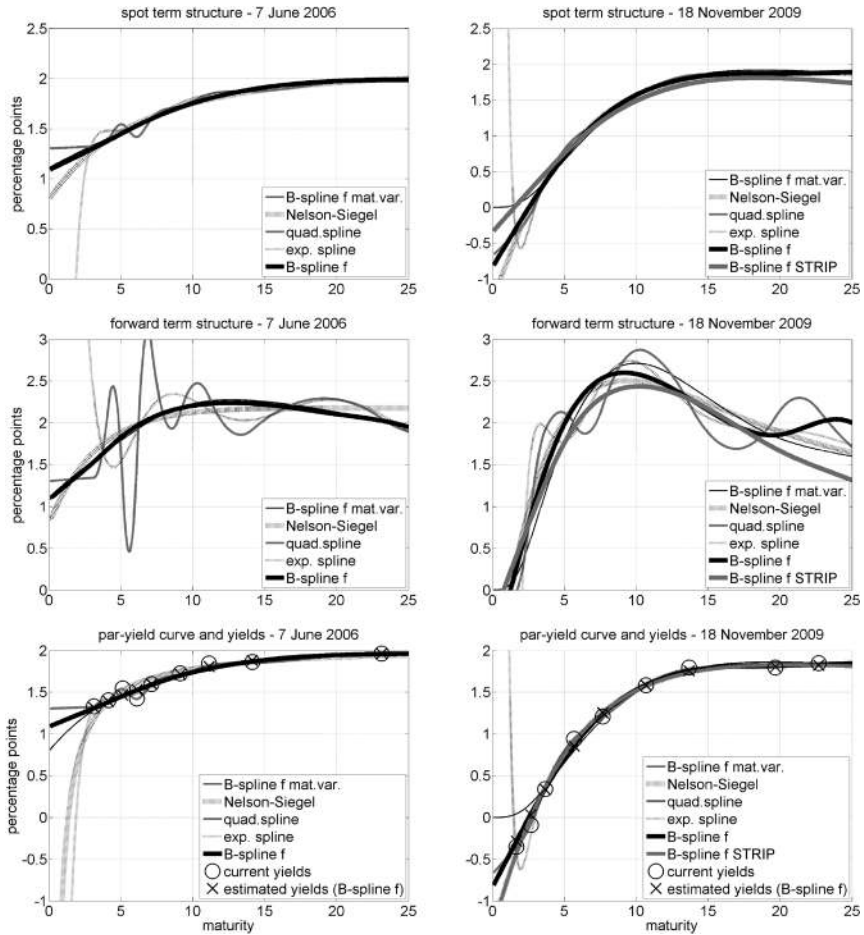 spot term structure - 7 June 2006
percentage points
2.5
2
1.5
1
0.5
0
0 5 10 15 20 25
B-spline f mat.var.
Nelson-Siegel
quad.spline
exp. spline
B-spline f
spot term structure - 18 November 2009
2.5
2
1.5
1
0.5
0
-0.5
-1
0 5 10 15 20 25
B-spline f mat.var.
Nelson-Siegel
quad.spline
exp. spline
B-spline f
B-spline f STRIP
forward term structure - 7 June 2006
percentage points
3
2.5
2
1.5
1
0.5
0
0 5 10 15 20 25
B-spline f mat.var.
Nelson-Siegel
quad.spline
exp. spline
B-spline f
forward term structure - 18 November 2009
3
2.5
2
1.5
1
0.5
0
0 5 10 15 20 25
B-spline f mat.var.
Nelson-Siegel
quad.spline
exp. spline
B-spline f
B-spline f STRIP
par-yield curve and yields - 7 June 2006
percentage points
2
1.5
1
0.5
0
-0.5
-1
0 5 10 15 20 25
maturity
B-spline f mat.var.
Nelson-Siegel
quad.spline
exp. spline
B-spline f
current yields
estimated yields (B-spline f)
par-yield curve and yields - 18 November 2009
2
1.5
1
0.5
0
-0.5
-1
0 5 10 15 20 25
maturity
B-spline f mat.var.
Nelson-Siegel
quad.spline
exp. spline
B-spline f
B-spline f STRIP
current yields
estimated yields (B-spline f)